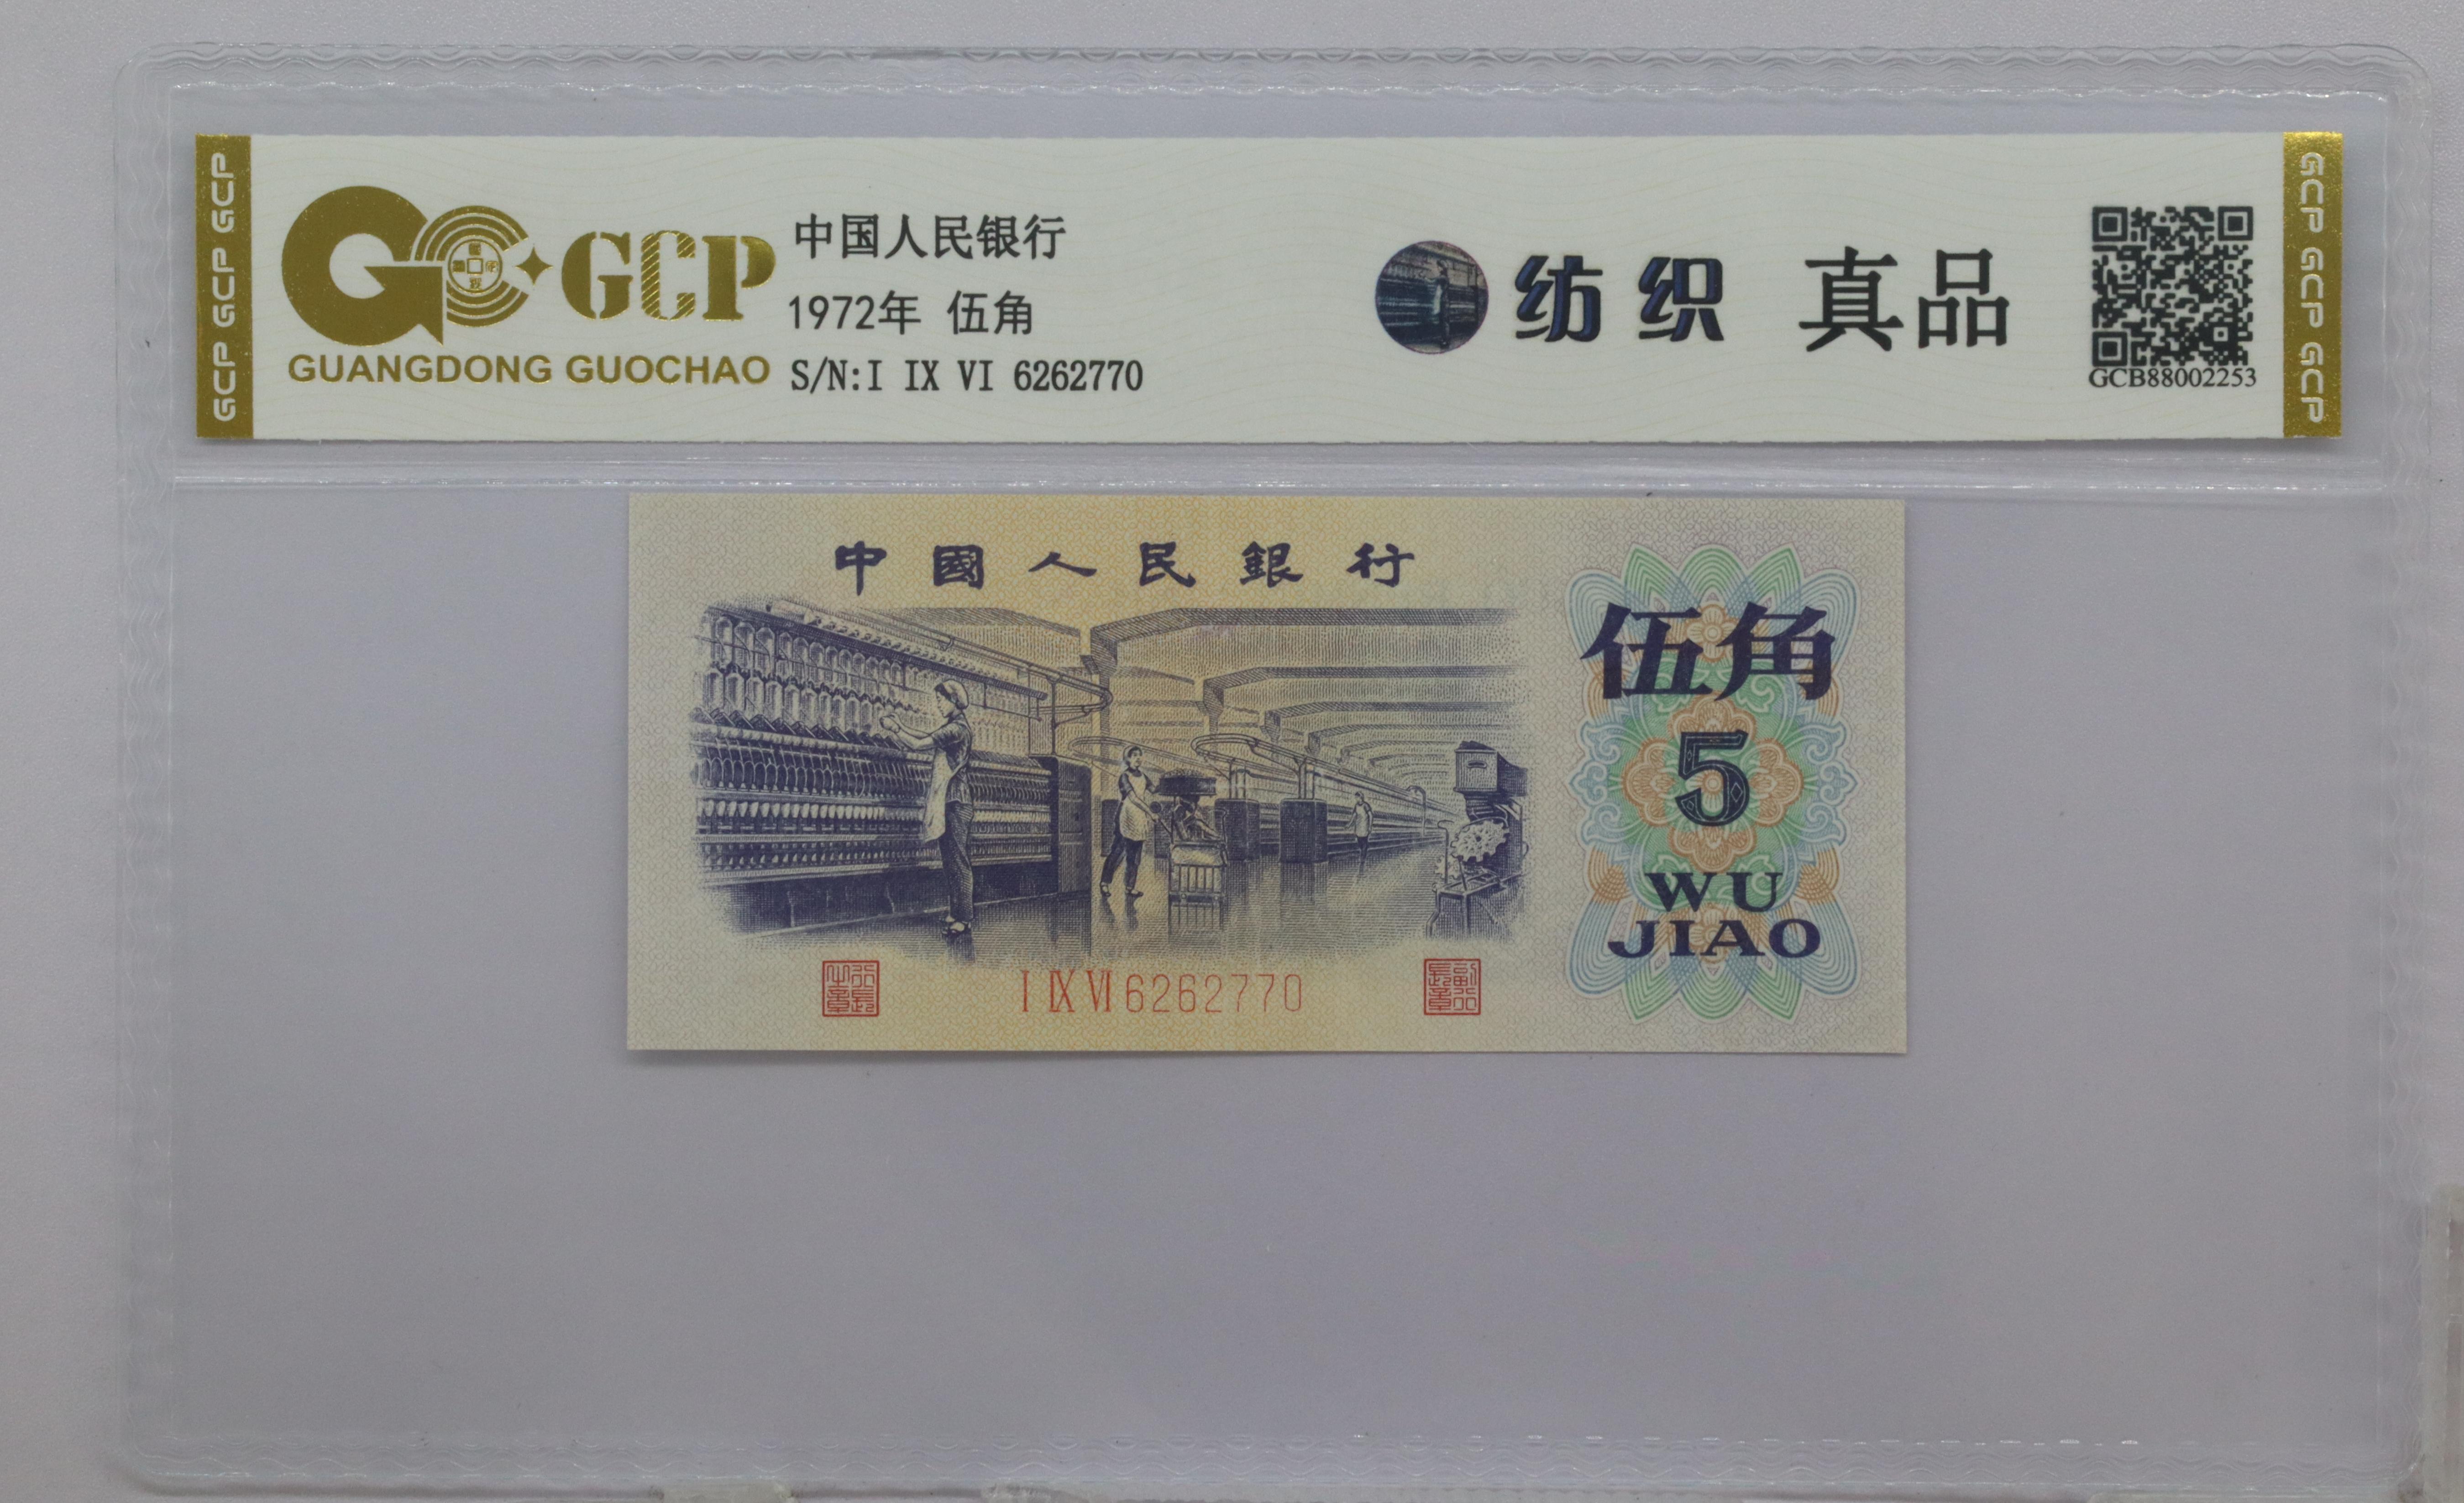 GCP GCP GCP
GCP
GUANGDONG GUOCHAO
中国人民银行
1972年 伍角
S/N:I IX VI 6262770
纺织 真品
GCB88002253
GCP GCP GCP
中國人民銀行
伍角
5
WU
JIAO
I IX VI 6262770